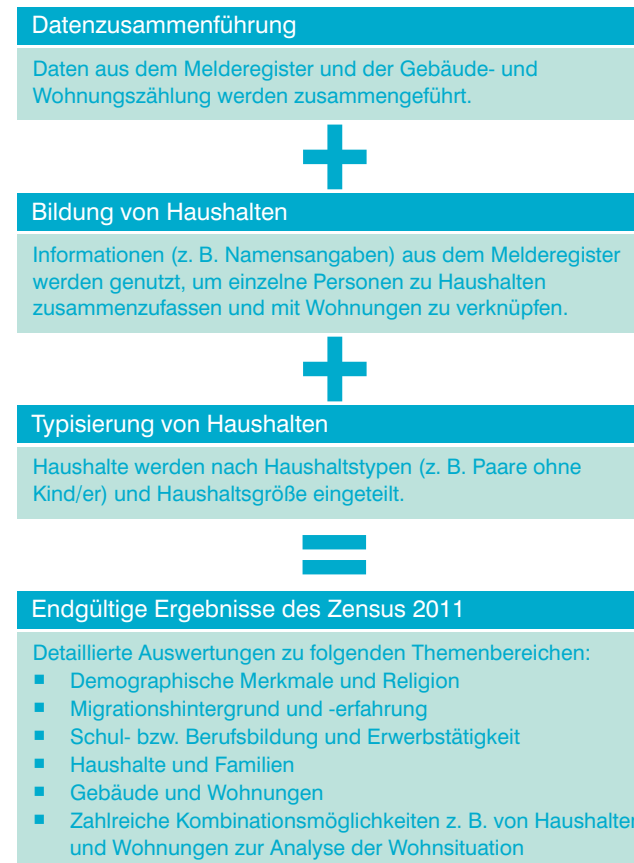 Datenzusammenführung
Daten aus dem Melderegister und der Gebäude- und
Wohnungszählung werden zusammengeführt.
+
Bildung von Haushalten
Informationen (z. B. Namensangaben) aus dem Melderegister
werden genutzt, um einzelne Personen zu Haushalten
zusammenzufassen und mit Wohnungen zu verknüpfen.
+
Typisierung von Haushalten
Haushalte werden nach Haushaltstypen (z. B. Paare ohne
Kind/er) und Haushaltsgröße eingeteilt.
=
Endgültige Ergebnisse des Zensus 2011
Detaillierte Auswertungen zu folgenden Themenbereichen:
▪ Demographische Merkmale und Religion
▪ Migrationshintergrund und -erfahrung
▪ Schul- bzw. Berufsbildung und Erwerbstätigkeit
▪ Haushalte und Familien
▪ Gebäude und Wohnungen
▪ Zahlreiche Kombinationsmöglichkeiten z. B. von Haushalten
und Wohnungen zur Analyse der Wohnsituation